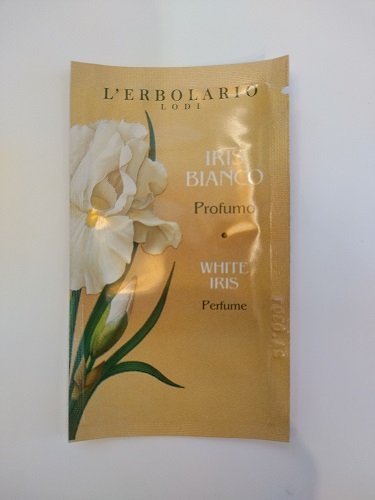 L'ERBOLARIO
LODI
IRIS
BIANCO
Profumo
WHITE
IRIS
Perfume